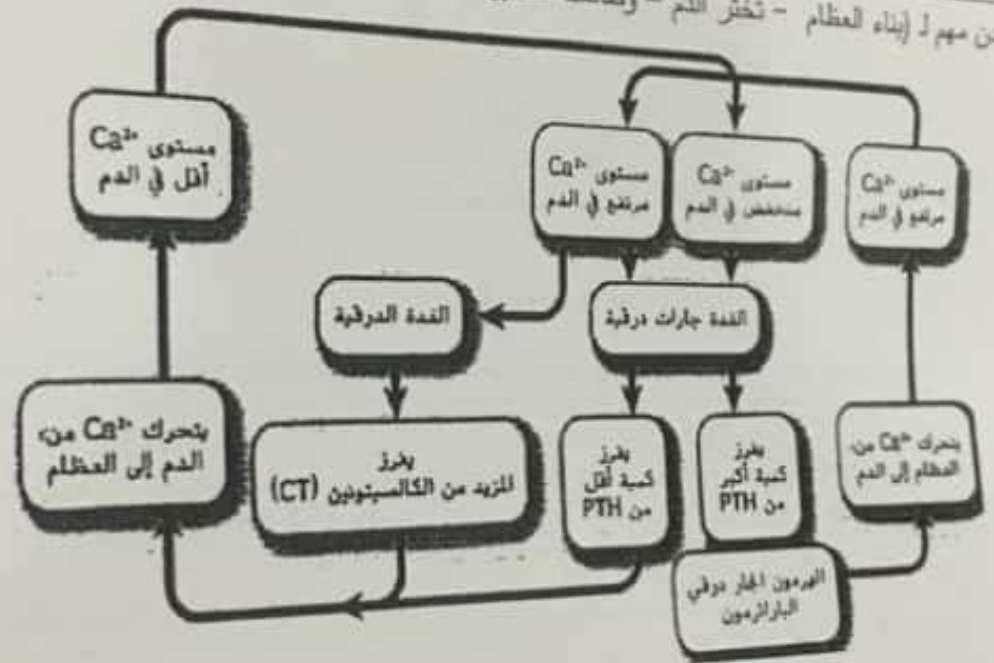 ن مهم لـ (بناء العظام - تخثر الدم -
مستوى Ca²⁺
أقل في الدم
مستوى Ca²⁺
مرتفع في الدم
مستوى Ca²⁺
منخفض في الدم
مستوى Ca²⁺
مرتفع في الدم
الغدة الدرقية
الغدة جارات درقية
يتحرك Ca²⁺ من
الدم إلى العظام
يفرز
المزيد من الكالسيتونين (CT)
يفرز
كمية أقل
من PTH
يفرز
كمية أكبر
من PTH
يتحرك Ca²⁺ من
العظام إلى الدم
الهرمون الجار درقي
الباراثرمون